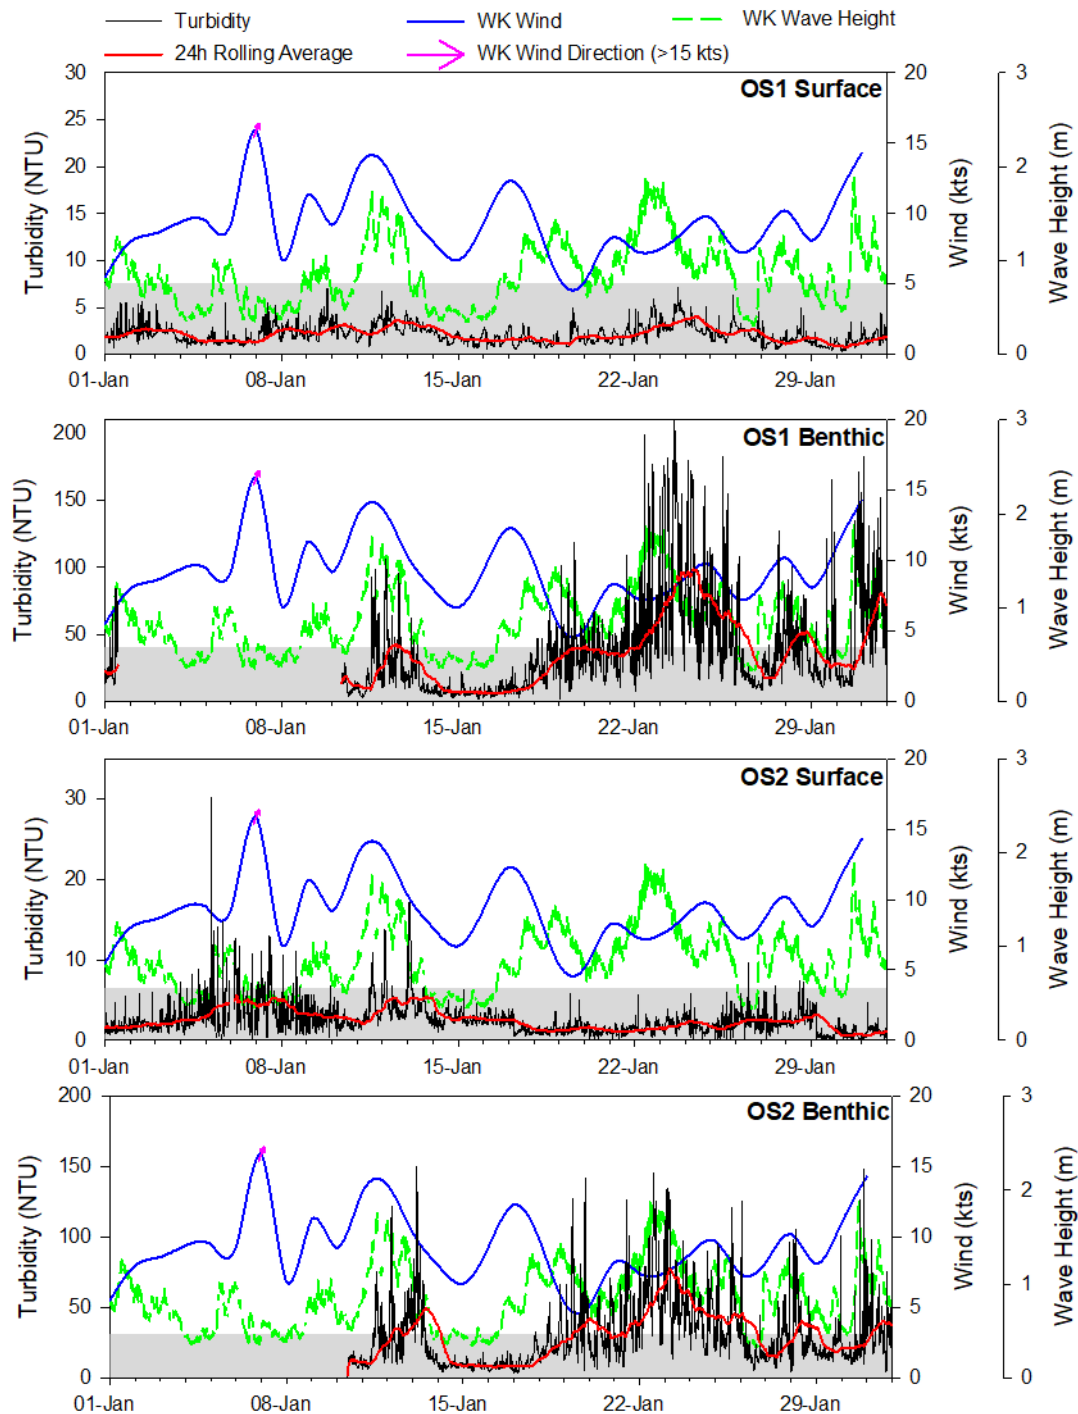 Turbidity
WK Wind
WK Wave Height
24h Rolling Average
WK Wind Direction (>15 kts)
OS1 Surface
Turbidity (NTU)
30
25
20
15
10
5
0
20
15
10
5
0
Wind (kts)
3
2
1
0
Wave Height (m)
01-Jan 08-Jan 15-Jan 22-Jan 29-Jan
OS1 Benthic
Turbidity (NTU)
200
150
100
50
0
20
15
10
5
0
Wind (kts)
3
2
1
0
Wave Height (m)
01-Jan 08-Jan 15-Jan 22-Jan 29-Jan
OS2 Surface
Turbidity (NTU)
30
20
10
0
20
15
10
5
0
Wind (kts)
3
2
1
0
Wave Height (m)
01-Jan 08-Jan 15-Jan 22-Jan 29-Jan
OS2 Benthic
Turbidity (NTU)
200
150
100
50
0
20
15
10
5
0
Wind (kts)
3
2
1
0
Wave Height (m)
01-Jan 08-Jan 15-Jan 22-Jan 29-Jan